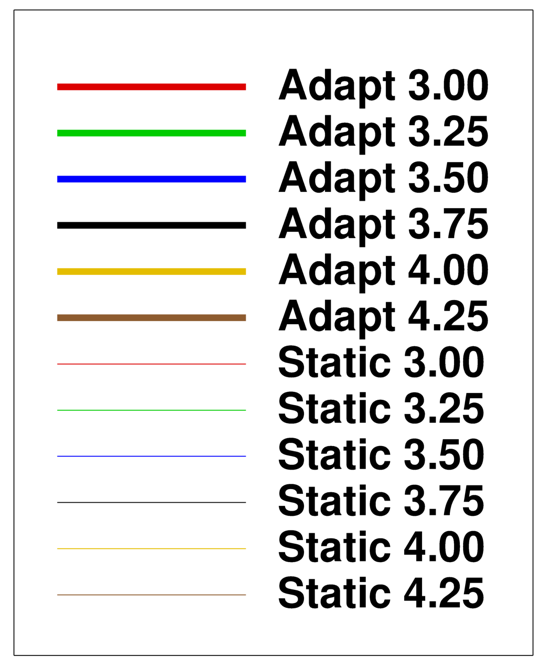 Adapt 3.00
Adapt 3.25
Adapt 3.50
Adapt 3.75
Adapt 4.00
Adapt 4.25
Static 3.00
Static 3.25
Static 3.50
Static 3.75
Static 4.00
Static 4.25